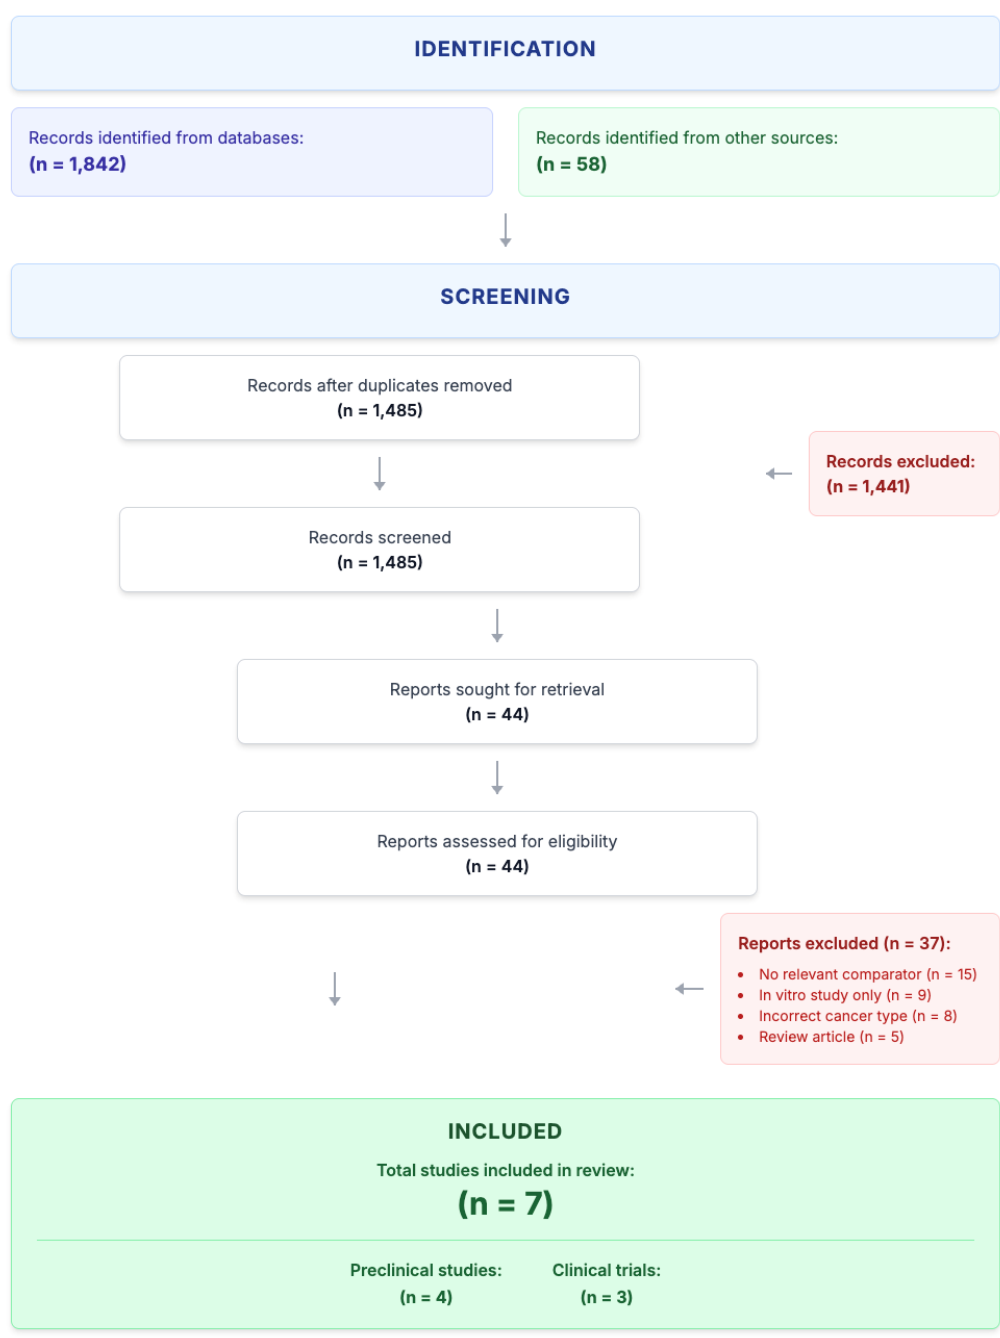 IDENTIFICATION
Records identified from databases:
(n = 1,842)
Records identified from other sources:
(n = 58)
SCREENING
Records after duplicates removed
(n = 1,485)
Records excluded:
(n = 1,441)
Records screened
(n = 1,485)
Reports sought for retrieval
(n = 44)
Reports assessed for eligibility
(n = 44)
Reports excluded (n = 37):
• No relevant comparator (n = 15)
• In vitro study only (n = 9)
• Incorrect cancer type (n = 8)
• Review article (n = 5)
INCLUDED
Total studies included in review:
(n = 7)
Preclinical studies:
(n = 4)
Clinical trials:
(n = 3)